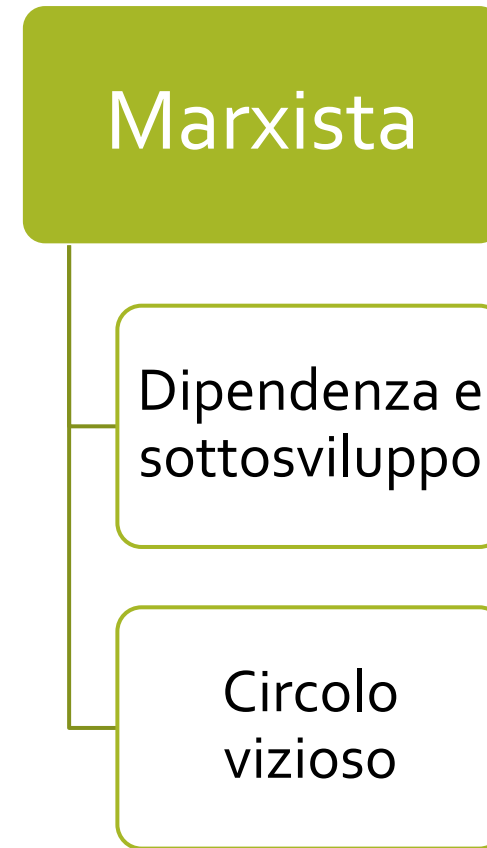 Marxista
Dipendenza e
sottosviluppo
Circolo
vizioso